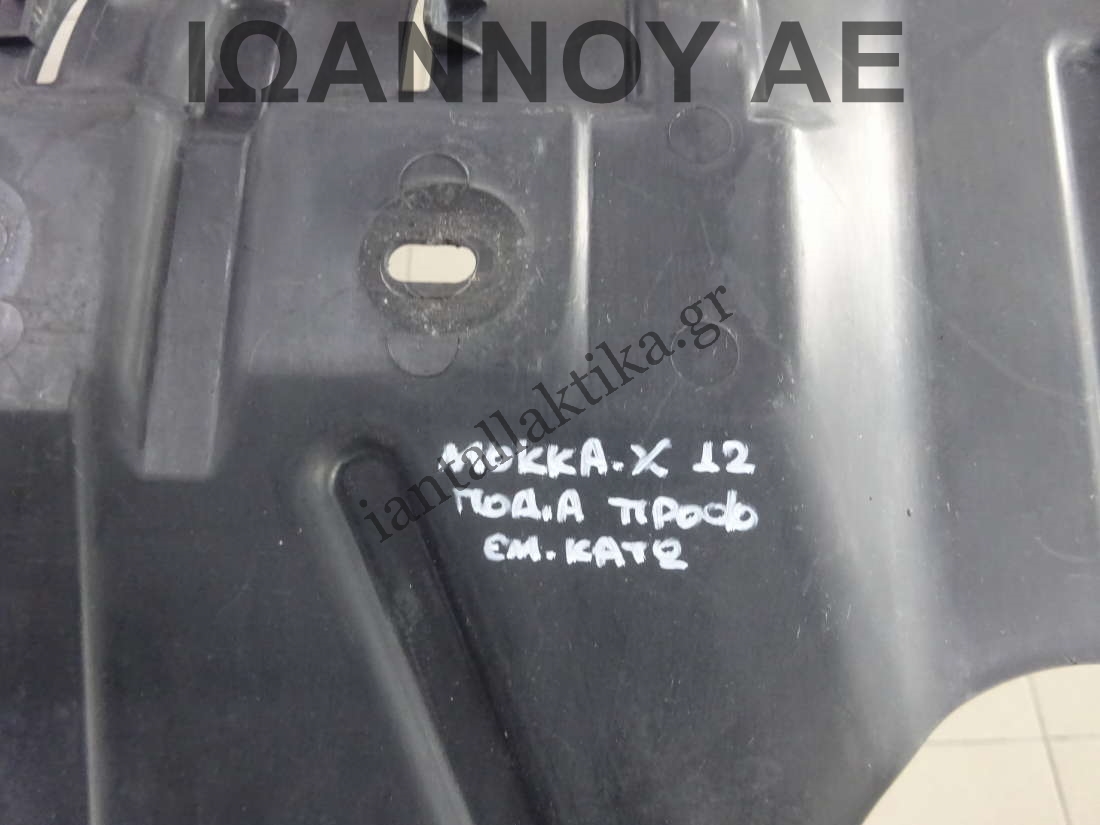 ΙΩΑΝΝΟΥ ΑΕ
iantallaktika.gr
ΜΟΚΚΑ.Χ 12
ΠΟΔ.Α ΠΡΟΦ
ΕΜ.ΚΑΤΩ